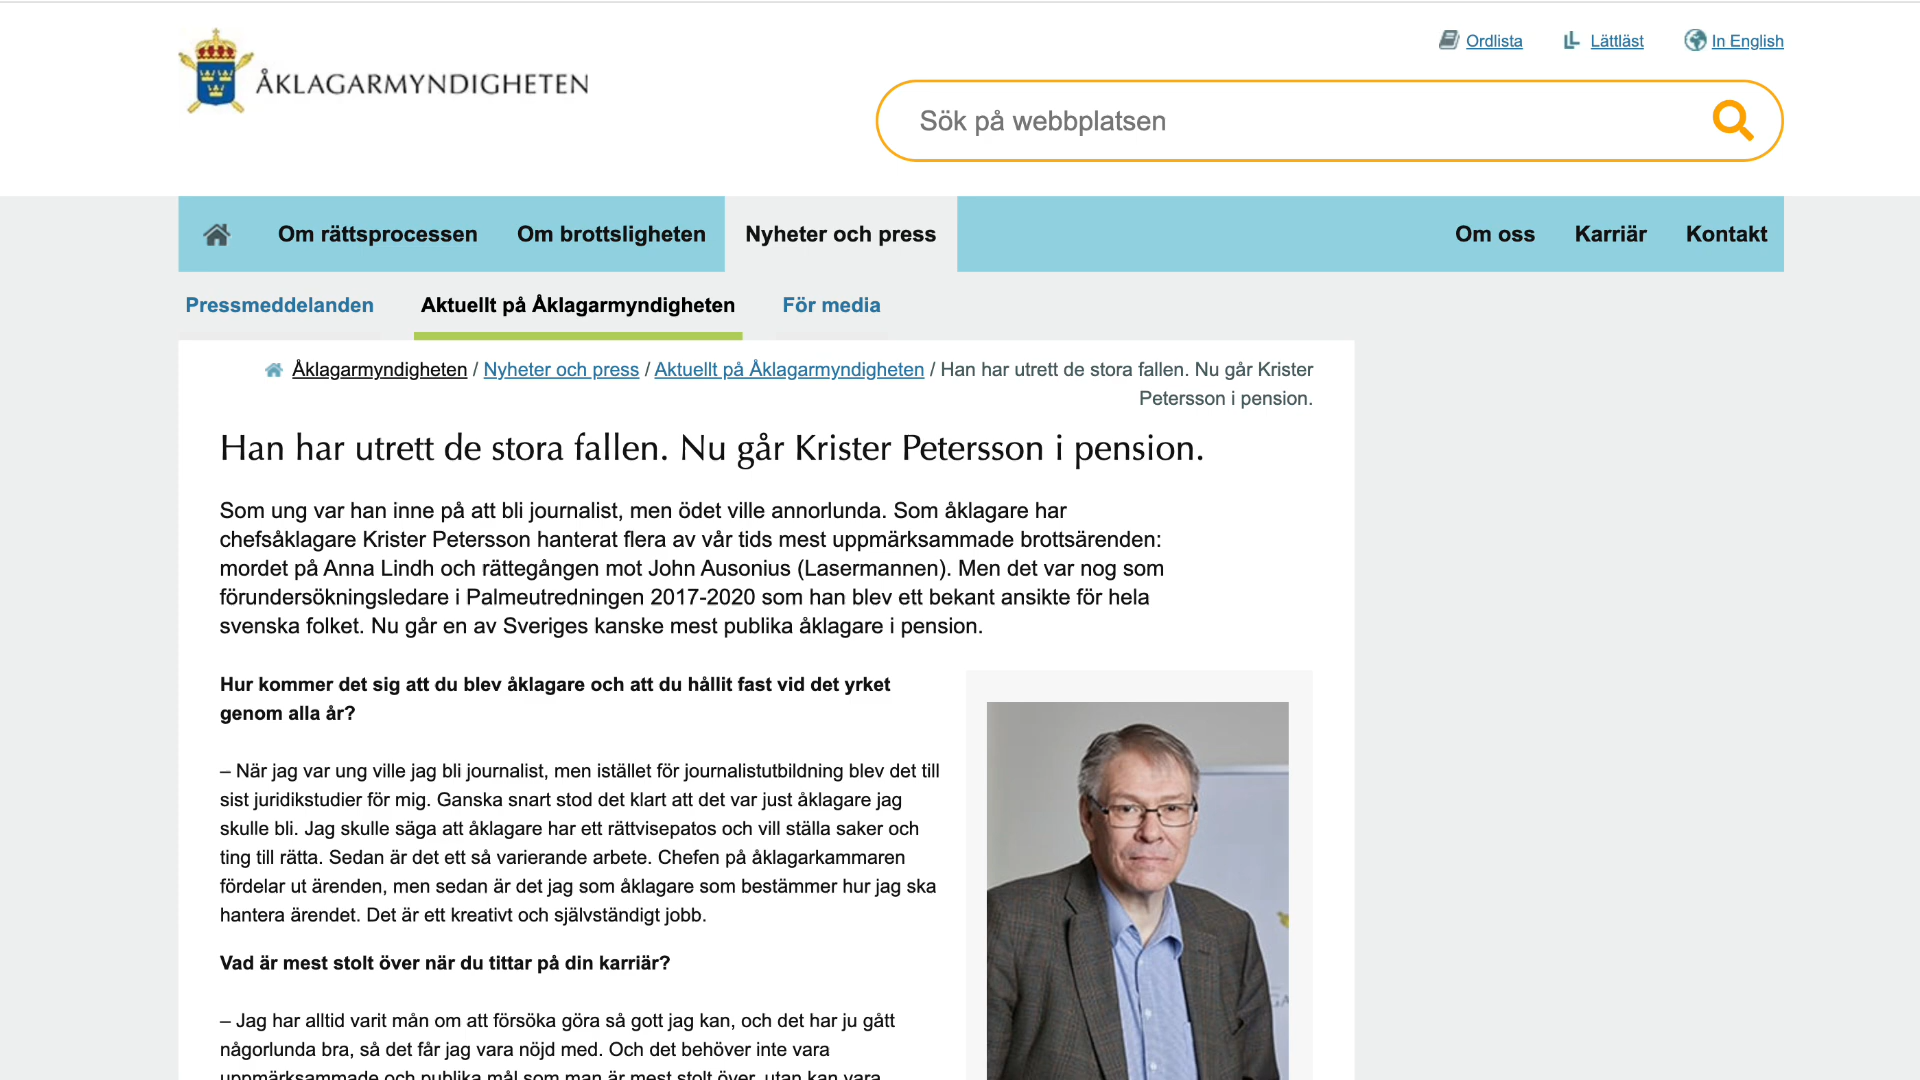 Ordlista
Lättläst
In English
ÅKLAGARMYNDIGHETEN
Sök på webbplatsen
Om rättsprocessen
Om brottsligheten
Nyheter och press
Om oss
Karriär
Kontakt
Pressmeddelanden
Aktuellt på Åklagarmyndigheten
För media
Åklagarmyndigheten / Nyheter och press / Aktuellt på Åklagarmyndigheten / Han har utrett de stora fallen. Nu går Krister
Petersson i pension.
Han har utrett de stora fallen. Nu går Krister Petersson i pension.
Som ung var han inne på att bli journalist, men ödet ville annorlunda. Som åklagare har
chefsåklagare Krister Petersson hanterat flera av vår tids mest uppmärksammade brottsärenden:
mordet på Anna Lindh och rättegången mot John Ausonius (Lasermannen). Men det var nog som
förundersökningsledare i Palmeutredningen 2017-2020 som han blev ett bekant ansikte för hela
svenska folket. Nu går en av Sveriges kanske mest publika åklagare i pension.
Hur kommer det sig att du blev åklagare och att du hållit fast vid det yrket
genom alla år?
– När jag var ung ville jag bli journalist, men istället för journalistutbildning blev det till
sist juridikstudier för mig. Ganska snart stod det klart att det var just åklagare jag
skulle bli. Jag skulle säga att åklagare har ett rättvisepatos och vill ställa saker och
ting till rätta. Sedan är det ett så varierande arbete. Chefen på åklagarkammaren
fördelar ut ärenden, men sedan är det jag som åklagare som bestämmer hur jag ska
hantera ärendet. Det är ett kreativt och självständigt jobb.
Vad är mest stolt över när du tittar på din karriär?
– Jag har alltid varit mån om att försöka göra så gott jag kan, och det har ju gått
någorlunda bra, så det får jag vara nöjd med. Och det behöver inte vara
uppmärksammade och publika mål som man är mest stolt över, utan kan vara